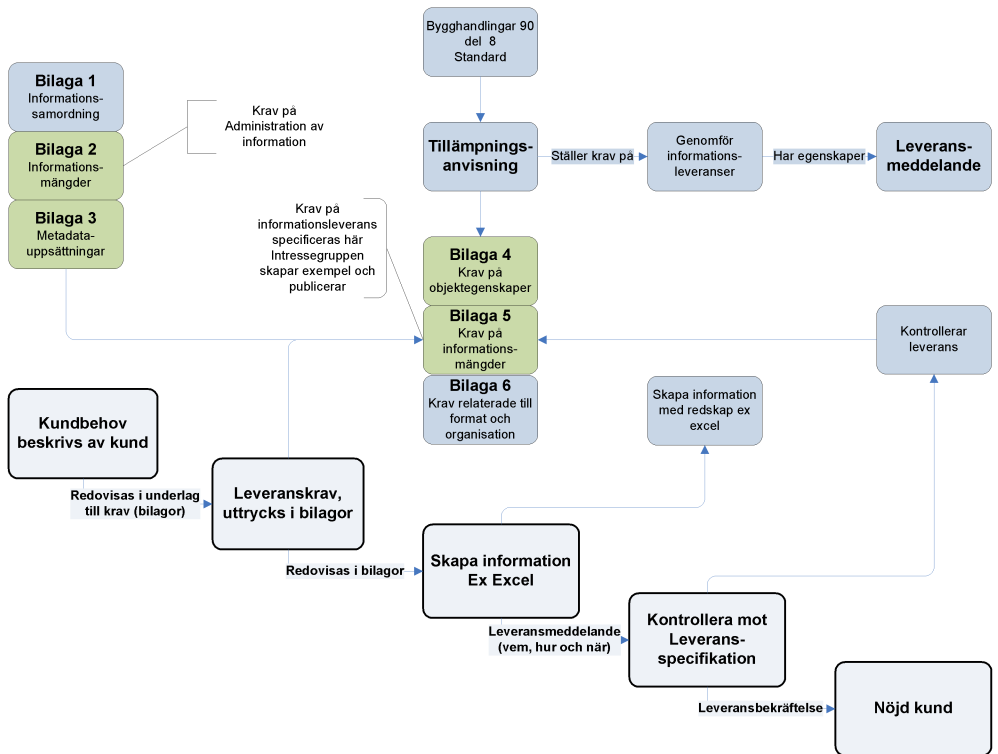 Bygghandlingar 90
del 8
Standard
Bilaga 1
Informations-
samordning
Bilaga 2
Informations-
mängder
Bilaga 3
Metadata-
uppsättningar
Krav på
Administration av
information
Tillämpnings-
anvisning
Ställer krav på
Genomför
informations-
leveranser
Har egenskaper
Leverans-
meddelande
Krav på
informationsleverans
specificeras här
Intressegruppen
skapar exempel och
publicerar
Bilaga 4
Krav på
objektegenskaper
Bilaga 5
Krav på
informations-
mängder
Bilaga 6
Krav relaterade till
format och
organisation
Kontrollerar
leverans
Skapa information
med redskap ex
excel
Kundbehov
beskrivs av kund
Redovisas i underlag
till krav (bilagor)
Leveranskrav,
uttrycks i bilagor
Redovisas i bilagor
Skapa information
Ex Excel
Leveransmeddelande
(vem, hur och när)
Kontrollera mot
Leverans-
specifikation
Leveransbekräftelse
Nöjd kund